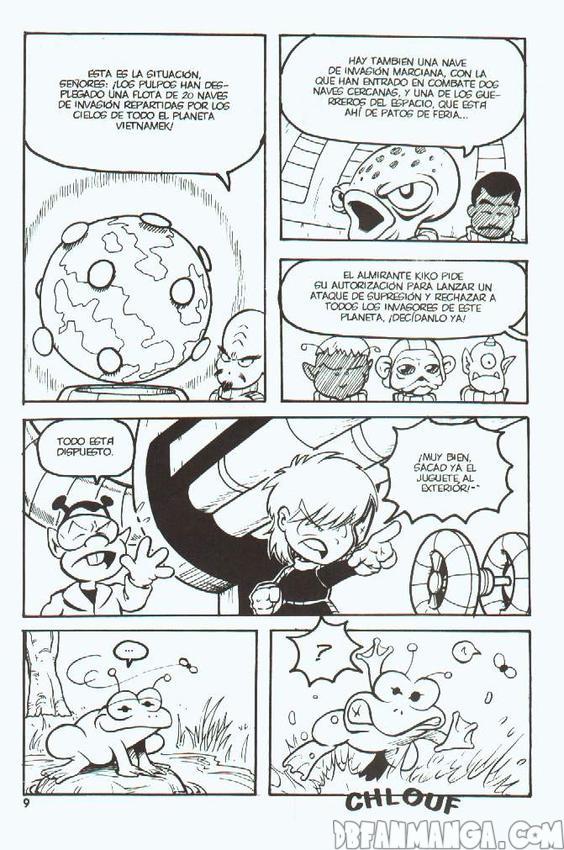 ESTA ES LA SITUACIÓN,
SEÑORES: ¡LOS PULPOS HAN DES-
PLEGADO UNA FLOTA DE 20 NAVES
DE INVASIÓN REPARTIDAS POR LOS
CIELOS DE TODO EL PLANETA
VIETNAMEK!
HAY TAMBIEN UNA NAVE
DE INVASIÓN MARCIANA, CON LA
QUE HAN ENTRADO EN COMBATE DOS
NAVES CERCANAS, Y UNA DE LOS GUE-
RREROS DEL ESPACIO, QUE ESTÁ
AHÍ DE PATOS DE FERIA...
EL ALMIRANTE KIKO PIDE
SU AUTORIZACIÓN PARA LANZAR UN
ATAQUE DE SUPRESIÓN Y RECHAZAR A
TODOS LOS INVASORES DE ESTE
PLANETA, ¡DECÍDANLO YA!
TODO ESTÁ
DISPUESTO.
¡MUY BIEN,
SACAD YA EL
JUGUETE AL
EXTERIOR!
...
?
CHLOUF
9
DBFANMANGA.COM